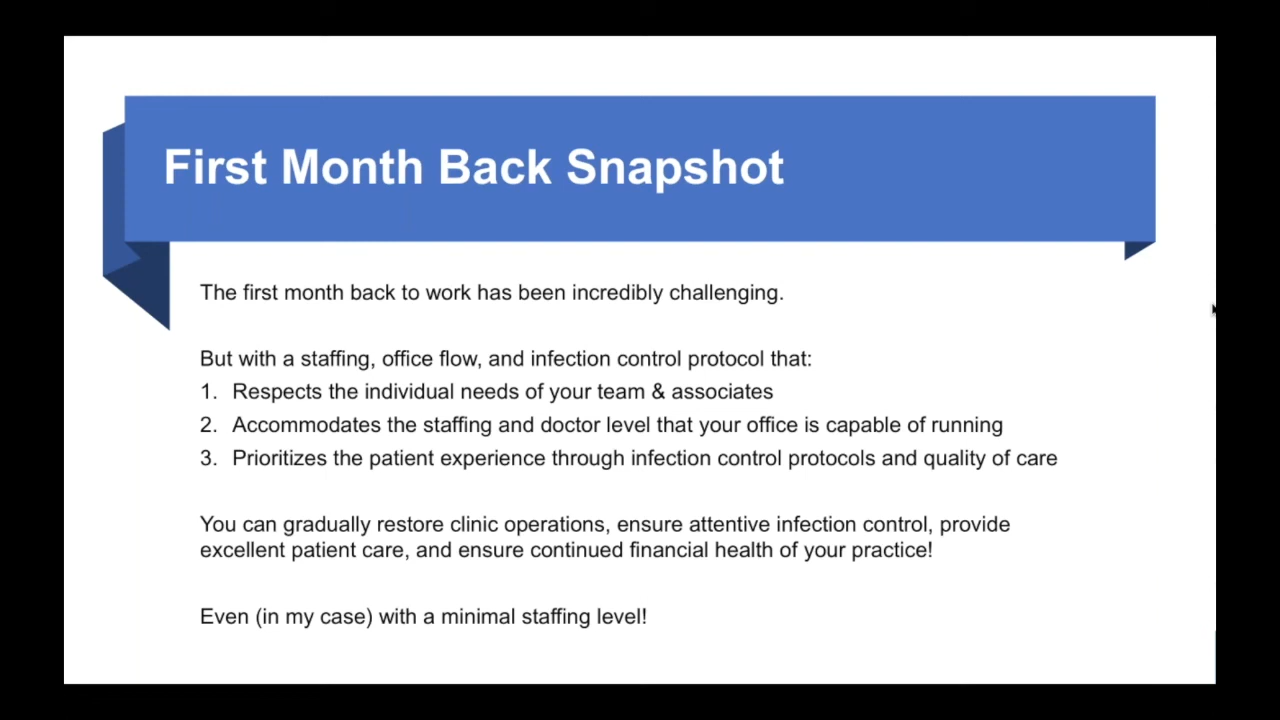 First Month Back Snapshot
The first month back to work has been incredibly challenging.
But with a staffing, office flow, and infection control protocol that:
1. Respects the individual needs of your team & associates
2. Accommodates the staffing and doctor level that your office is capable of running
3. Prioritizes the patient experience through infection control protocols and quality of care
You can gradually restore clinic operations, ensure attentive infection control, provide
excellent patient care, and ensure continued financial health of your practice!
Even (in my case) with a minimal staffing level!